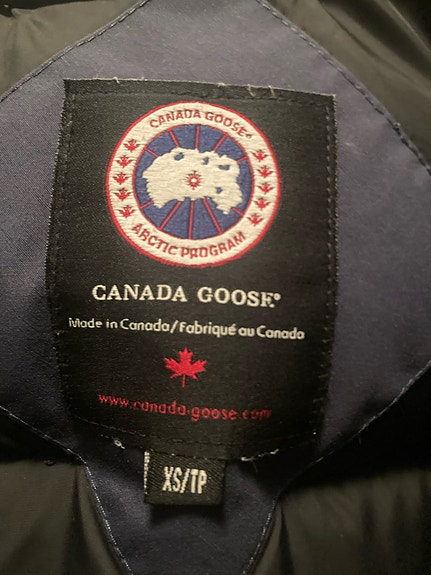 CANADA GOOSE®
ARCTIC PROGRAM
CANADA GOOSE®
Made in Canada/Fabriqué au Canada
www.canada-goose.com
XS/TP